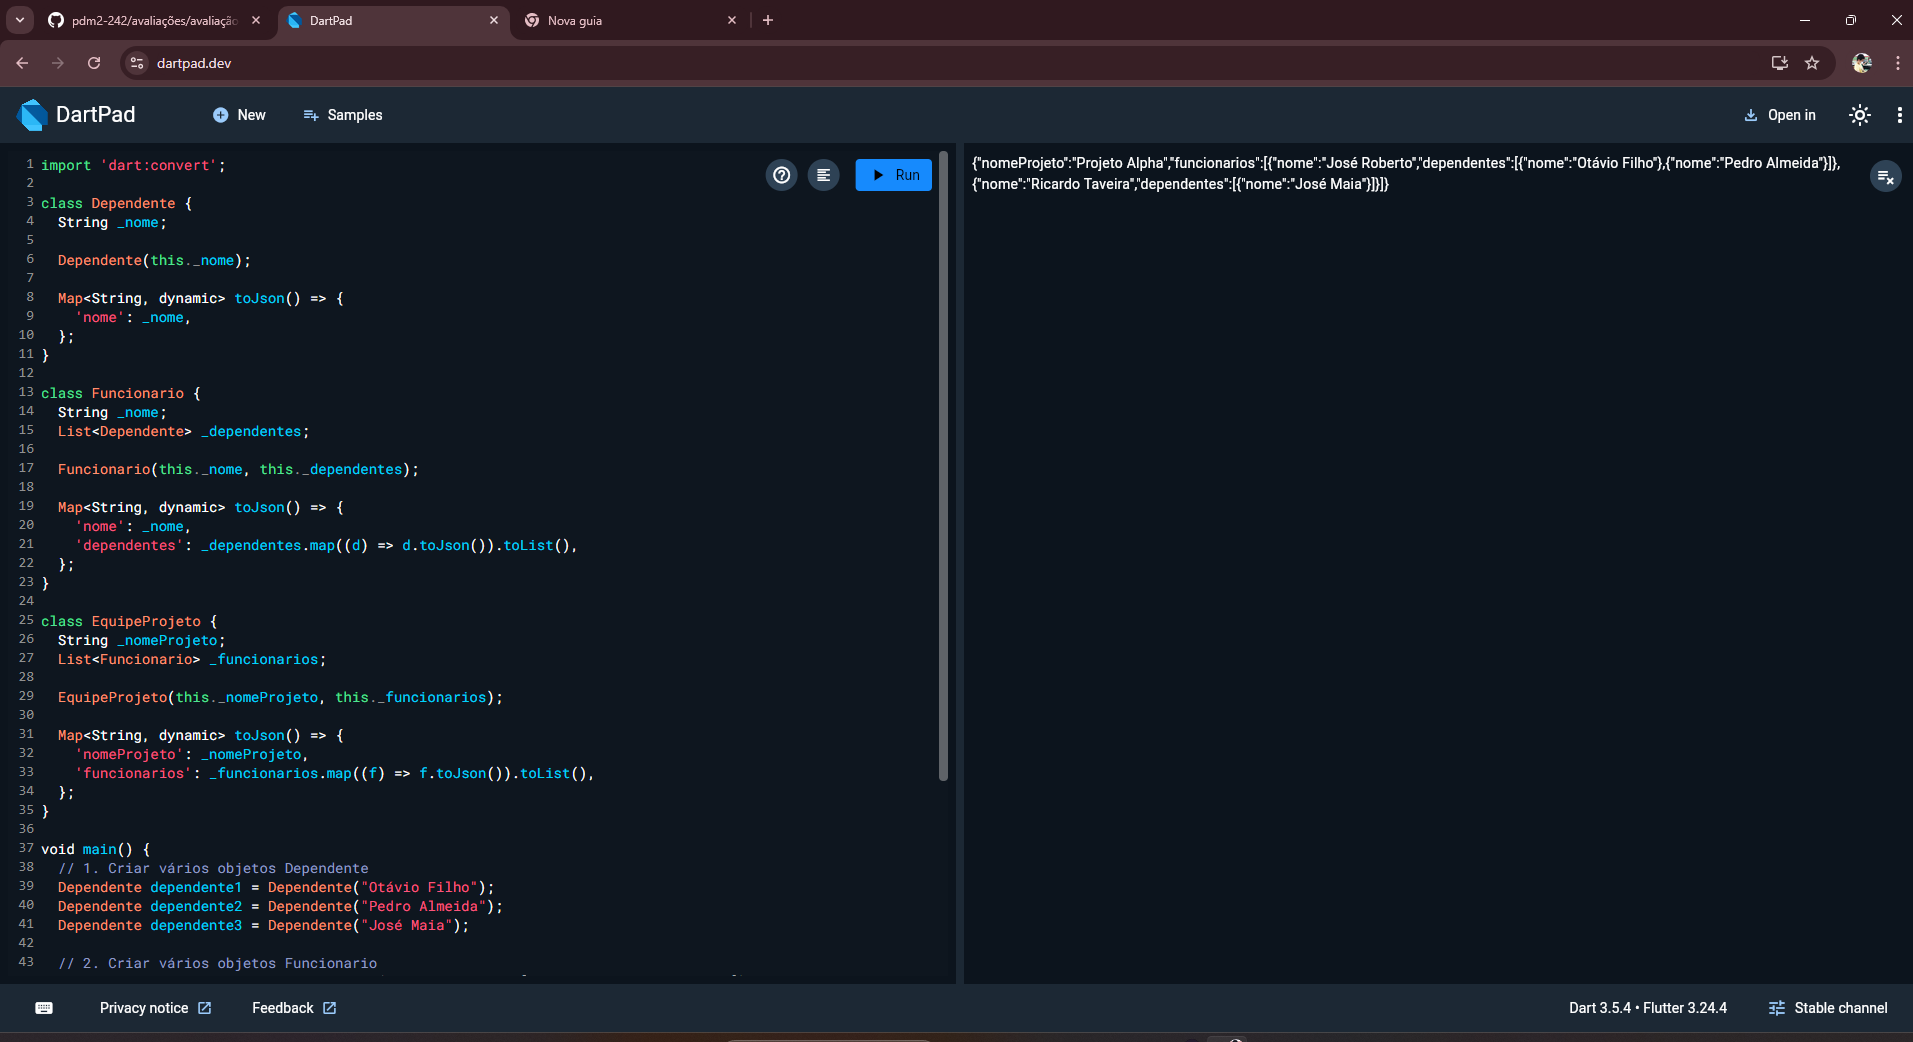 pdm2-242/avaliações/avaliação
DartPad
Nova guia
dartpad.dev
DartPad
New
Samples
Open in
1 import 'dart:convert';
2
3 class Dependente {
4   String _nome;
5
6   Dependente(this._nome);
7
8   Map<String, dynamic> toJson() => {
9     'nome': _nome,
10   };
11 }
12
13 class Funcionario {
14   String _nome;
15   List<Dependente> _dependentes;
16
17   Funcionario(this._nome, this._dependentes);
18
19   Map<String, dynamic> toJson() => {
20     'nome': _nome,
21     'dependentes': _dependentes.map((d) => d.toJson()).toList(),
22   };
23 }
24
25 class EquipeProjeto {
26   String _nomeProjeto;
27   List<Funcionario> _funcionarios;
28
29   EquipeProjeto(this._nomeProjeto, this._funcionarios);
30
31   Map<String, dynamic> toJson() => {
32     'nomeProjeto': _nomeProjeto,
33     'funcionarios': _funcionarios.map((f) => f.toJson()).toList(),
34   };
35 }
36
37 void main() {
38   // 1. Criar vários objetos Dependente
39   Dependente dependente1 = Dependente("Otávio Filho");
40   Dependente dependente2 = Dependente("Pedro Almeida");
41   Dependente dependente3 = Dependente("José Maia");
42
43   // 2. Criar vários objetos Funcionario
Run
{"nomeProjeto":"Projeto Alpha","funcionarios":[{"nome":"José Roberto","dependentes":[{"nome":"Otávio Filho"},{"nome":"Pedro Almeida"}]},
{"nome":"Ricardo Taveira","dependentes":[{"nome":"José Maia"}]}]}
Privacy notice
Feedback
Dart 3.5.4 • Flutter 3.24.4
Stable channel